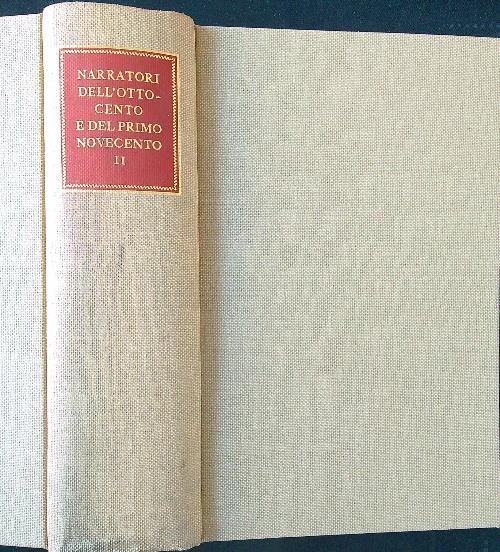 NARRATORI
DELL'OTTO-
CENTO
E DEL PRIMO
NOVECENTO
II